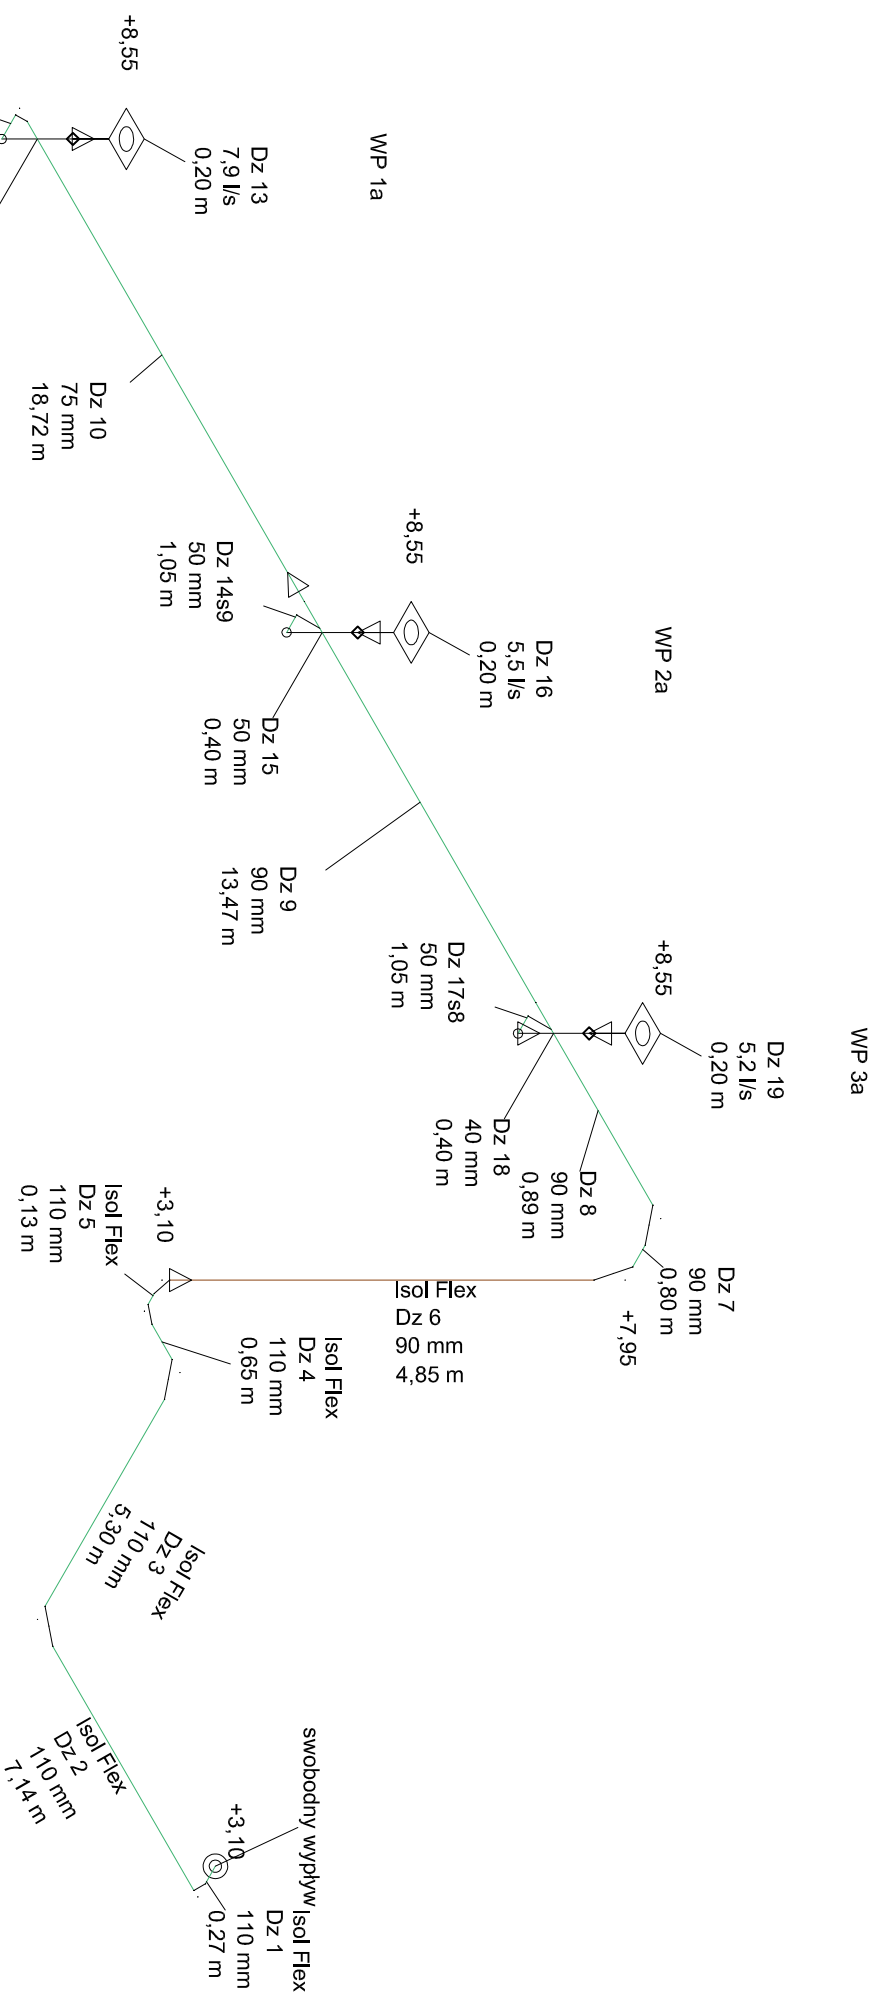 +8,55
WP 1a
Dz 13
7,9 l/s
0,20 m
Dz 10
75 mm
18,72 m
+8,55
WP 2a
Dz 16
5,5 l/s
0,20 m
Dz 14s9
50 mm
1,05 m
Dz 15
50 mm
0,40 m
Dz 9
90 mm
13,47 m
+8,55
WP 3a
Dz 19
5,2 l/s
0,20 m
Dz 17s8
50 mm
1,05 m
Dz 18
40 mm
0,40 m
Dz 8
90 mm
0,89 m
Dz 7
90 mm
0,80 m
+7,95
Isol Flex
Dz 6
90 mm
4,85 m
+3,10
Isol Flex
Dz 5
110 mm
0,13 m
Isol Flex
Dz 4
110 mm
0,65 m
Isol Flex
Dz 3
110 mm
5,30 m
Isol Flex
Dz 2
110 mm
7,14 m
swobodny wypływ
+3,10
Isol Flex
Dz 1
110 mm
0,27 m